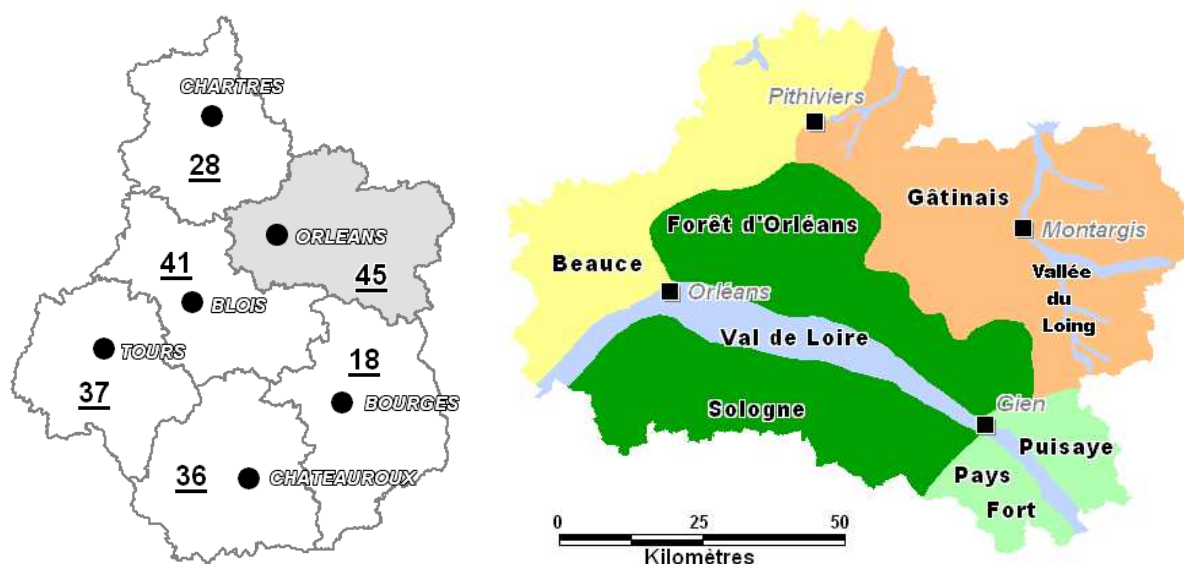 CHARTRES
28
ORLEANS
45
41
BLOIS
TOURS
37
18
BOURGES
36
CHATEAUROUX
Pithiviers
Gâtinais
Forêt d'Orléans
Montargis
Beauce
Vallée
du
Loing
Orléans
Val de Loire
Sologne
Gien
Puisaye
Pays
Fort
0 25 50
Kilomètres